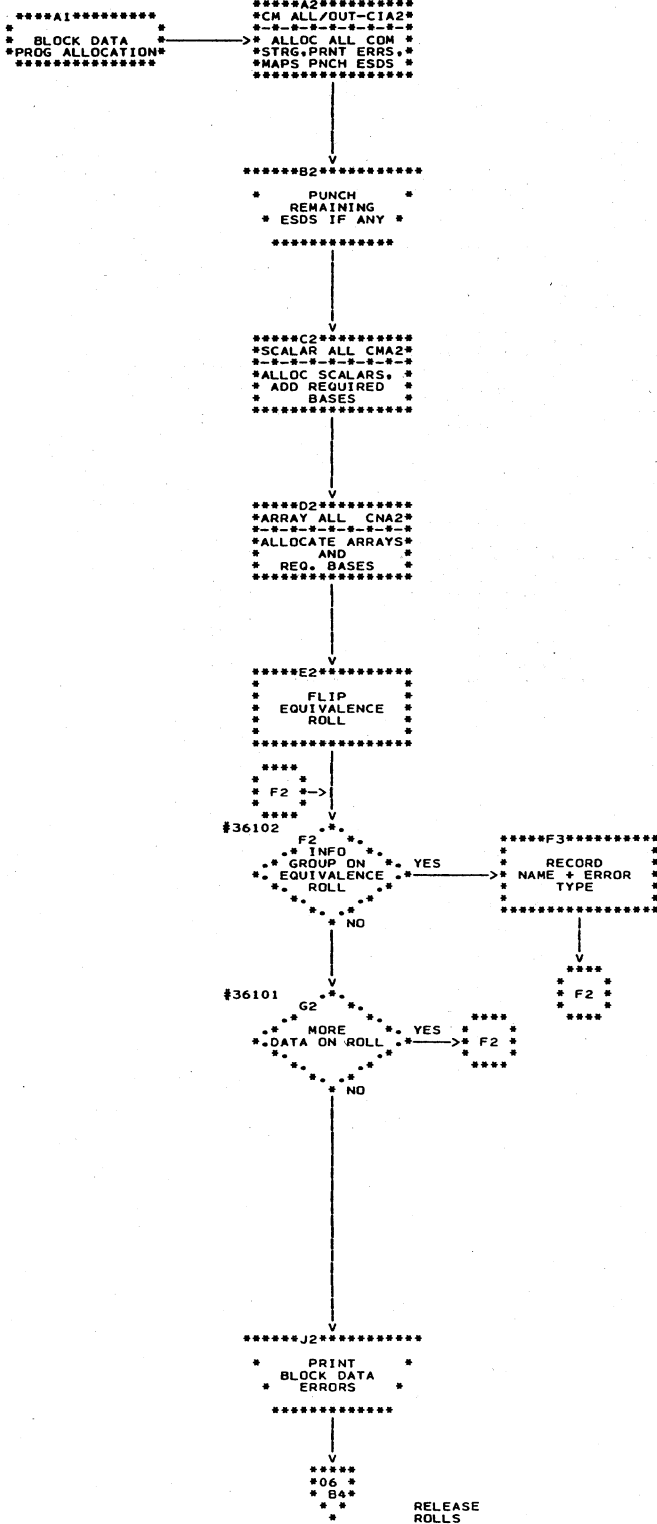 A1
BLOCK DATA
PROG ALLOCATION
A2
CM ALL/OUT-CIA2
ALLOC ALL COM
STRG,PRNT ERRS,
MAPS PNCH ESDS
B2
PUNCH
REMAINING
ESDS IF ANY
C2
SCALAR ALL CMA2
ALLOC SCALARS,
ADD REQUIRED
BASES
D2
ARRAY ALL CNA2
ALLOCATE ARRAYS
AND
REQ. BASES
E2
FLIP
EQUIVALENCE
ROLL
F2
#36102
F2
INFO
GROUP ON
EQUIVALENCE
ROLL
YES
NO
F3
RECORD
NAME + ERROR
TYPE
F2
#36101
G2
MORE
DATA ON ROLL
YES
F2
NO
J2
PRINT
BLOCK DATA
ERRORS
06
B4
RELEASE
ROLLS